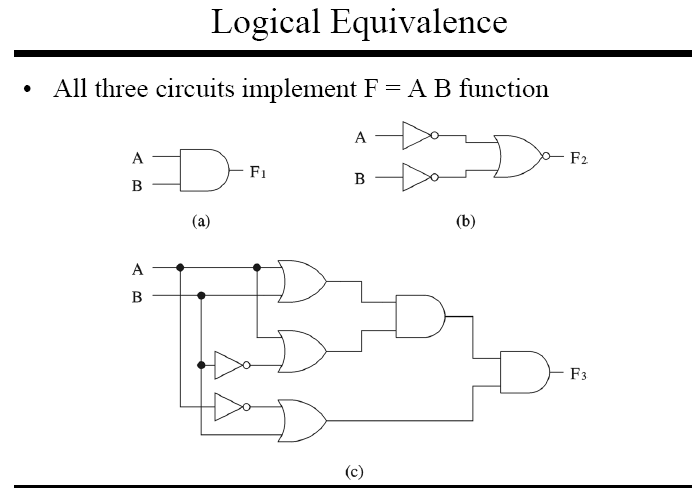 Logical Equivalence
• All three circuits implement F = A B function
A
B
F1
(a)
A
B
F2
(b)
A
B
F3
(c)